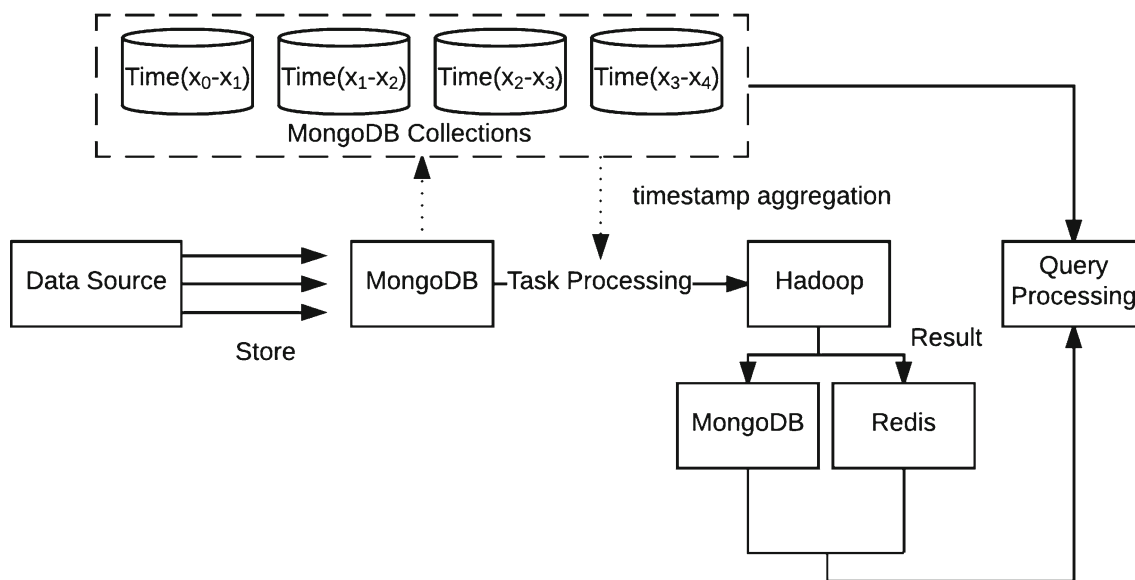 Time(x₀-x₁) Time(x₁-x₂) Time(x₂-x₃) Time(x₃-x₄)
MongoDB Collections
timestamp aggregation
Data Source
Store
MongoDB
Task Processing
Hadoop
Query
Processing
Result
MongoDB
Redis